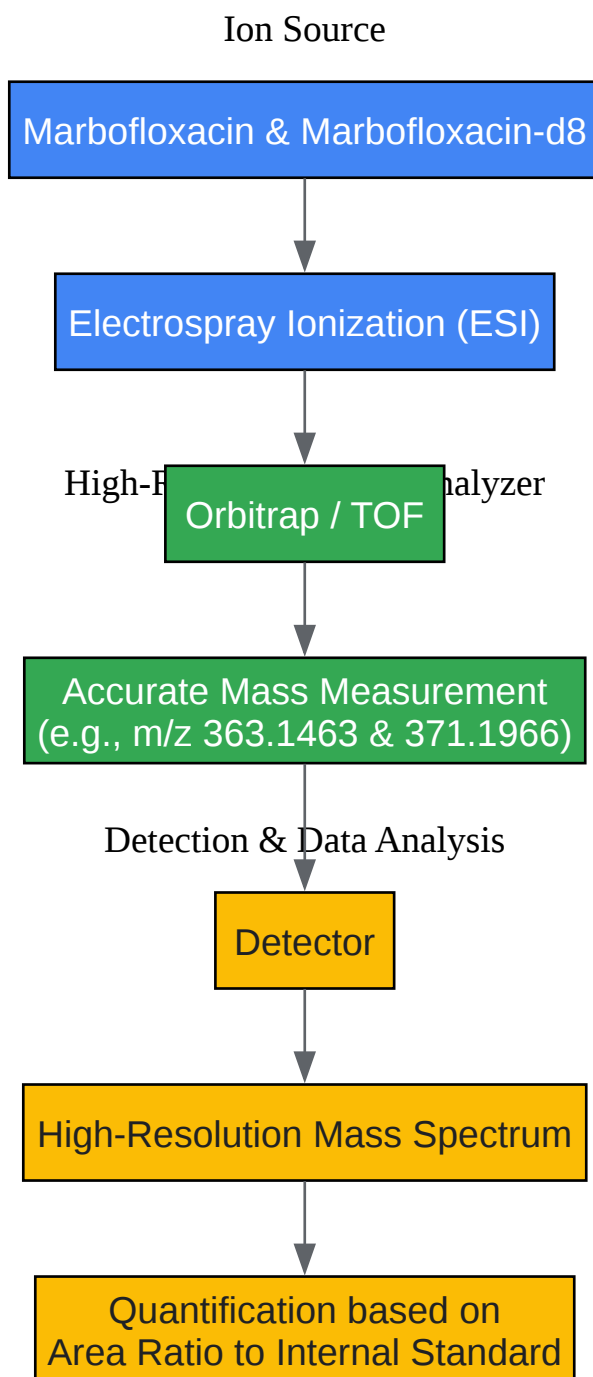 Ion Source
Marbofloxacin & Marbofloxacin-d8
Electrospray Ionization (ESI)
High-
Orbitrap / TOF
Accurate Mass Measurement
(e.g., m/z 363.1463 & 371.1966)
Detection & Data Analysis
Detector
High-Resolution Mass Spectrum
Quantification based on
Area Ratio to Internal Standard